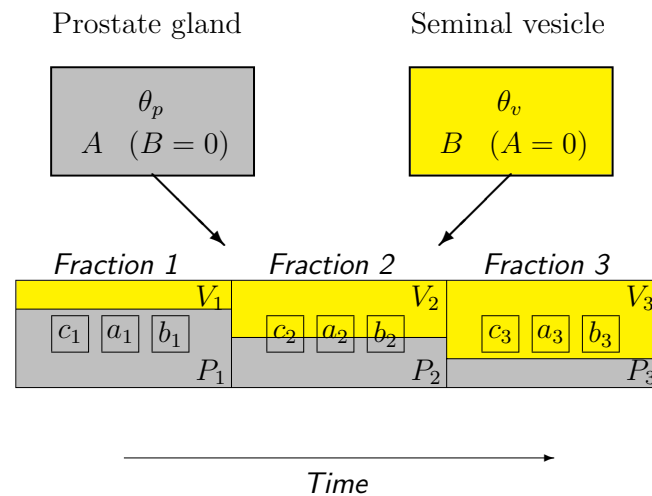 Prostate gland
Seminal vesicle
θ_p
A (B = 0)
θ_v
B (A = 0)
Fraction 1
Fraction 2
Fraction 3
V_1
V_2
V_3
c_1 a_1 b_1
c_2 a_2 b_2
c_3 a_3 b_3
P_1
P_2
P_3
Time